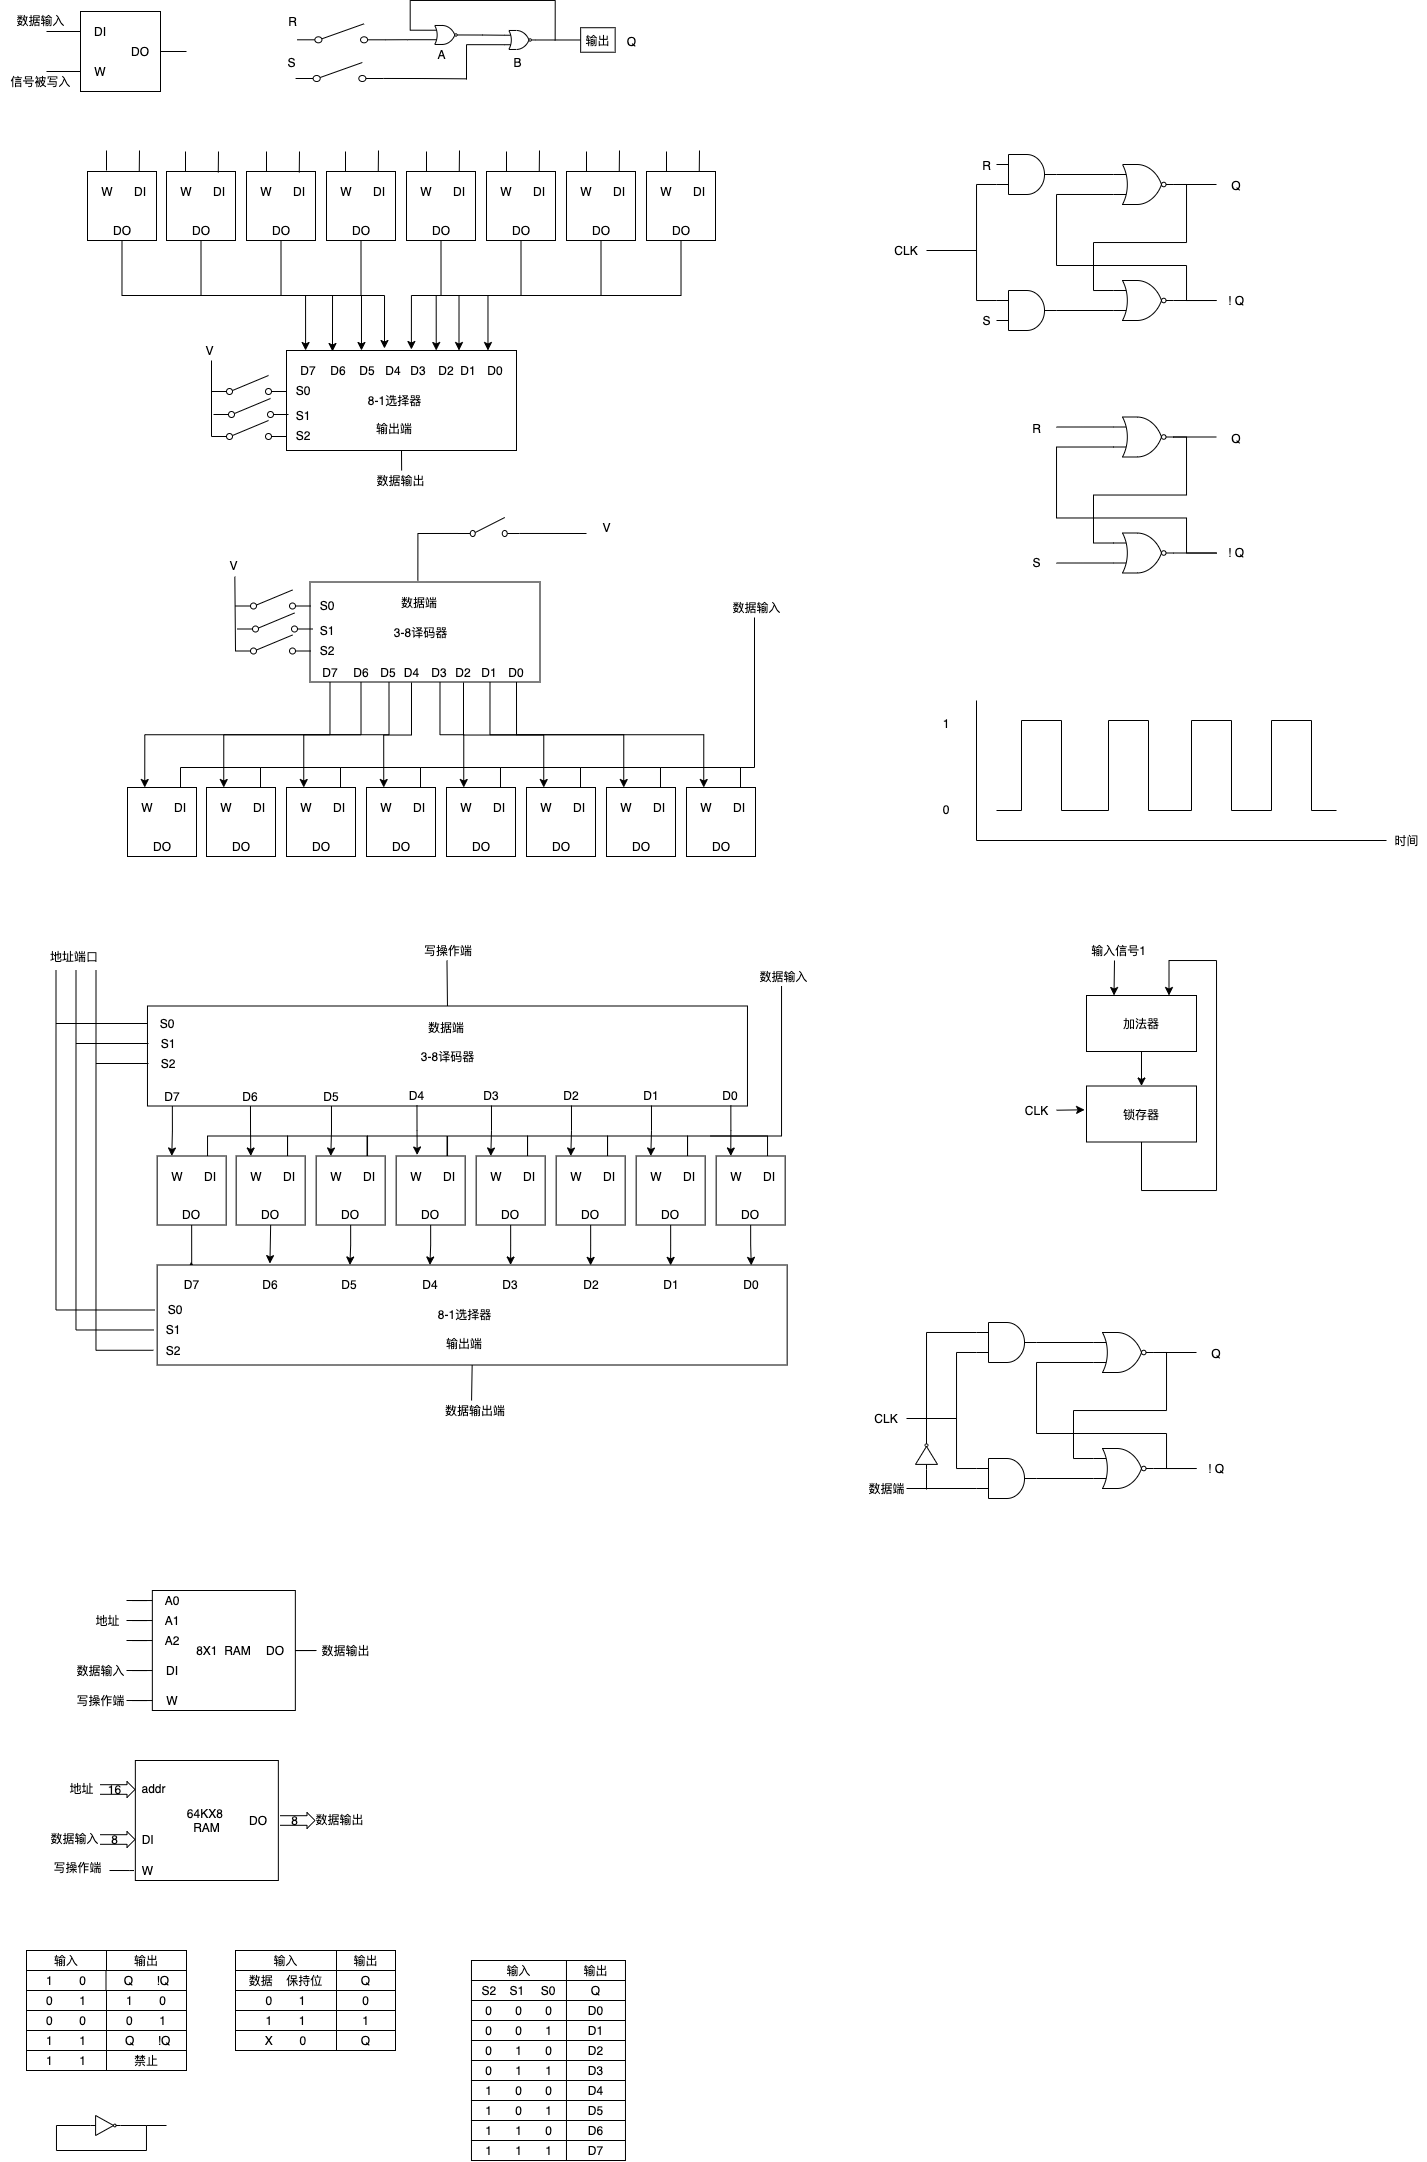 数据输入
DI
DO
W
信号被写入
R
S
A
B
输出
Q
W DI W DI W DI W DI W DI W DI W DI W DI
DO DO DO DO DO DO DO DO
V
D7 D6 D5 D4 D3 D2 D1 D0
S0
8-1选择器
S1
输出端
S2
数据输出
V
V
数据端
S0
3-8译码器
S1
S2
数据输入
D7 D6 D5 D4 D3 D2 D1 D0
W DI W DI W DI W DI W DI W DI W DI W DI
DO DO DO DO DO DO DO DO
地址端口
写操作端
数据输入
S0
数据端
S1
3-8译码器
S2
D7 D6 D5 D4 D3 D2 D1 D0
W DI W DI W DI W DI W DI W DI W DI W DI
DO DO DO DO DO DO DO DO
D7 D6 D5 D4 D3 D2 D1 D0
S0
8-1选择器
S1
输出端
S2
数据输出端
R
Q
CLK
! Q
S
R
Q
S
! Q
1
0
时间
输入信号1
加法器
CLK
锁存器
Q
CLK
数据端
! Q
A0
地址 A1
A2
8X1 RAM DO 数据输出
数据输入 DI
写操作端 W
地址 16 addr
64KX8
RAM
DO 8 数据输出
数据输入 8 DI
写操作端 W
输入 输出
1 0 Q !Q
0 1 1 0
0 0 0 1
1 1 Q !Q
1 1 禁止
输入 输出
数据 保持位 Q
0 1 0
1 1 1
X 0 Q
输入 输出
S2 S1 S0 Q
0 0 0 D0
0 0 1 D1
0 1 0 D2
0 1 1 D3
1 0 0 D4
1 0 1 D5
1 1 0 D6
1 1 1 D7